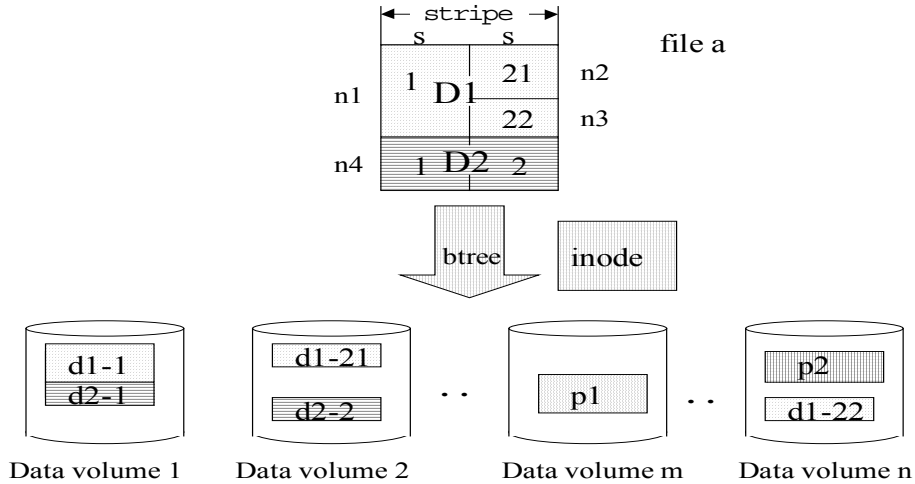 stripe
s s
file a
1 D1 21 n2
n1
22 n3
n4 1 D2 2
btree inode
d1-1 d1-21 p2
d2-1 d2-2 . . p1 . . d1-22
Data volume 1 Data volume 2 Data volume m Data volume n